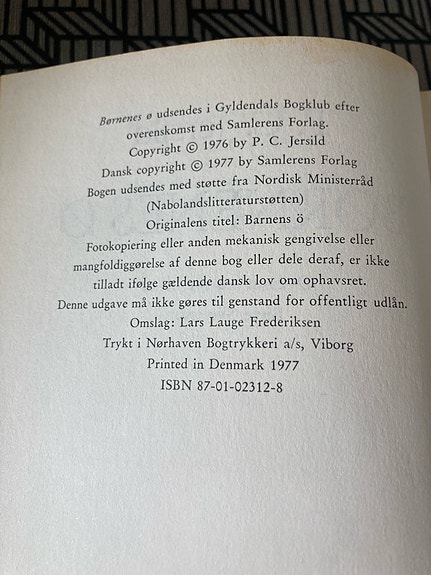 Børnenes ø udsendes i Gyldendals Bogklub efter
overenskomst med Samlerens Forlag.
Copyright © 1976 by P. C. Jersild
Dansk copyright © 1977 by Samlerens Forlag
Bogen udsendes med støtte fra Nordisk Ministerråd
(Nabolandslitteraturstøtten)
Originalens titel: Barnens ö
Fotokopiering eller anden mekanisk gengivelse eller
mangfoldiggørelse af denne bog eller dele deraf, er ikke
tilladt ifølge gældende dansk lov om ophavsret.
Denne udgave må ikke gøres til genstand for offentligt udlån.
Omslag: Lars Lauge Frederiksen
Trykt i Nørhaven Bogtrykkeri a/s, Viborg
Printed in Denmark 1977
ISBN 87-01-02312-8